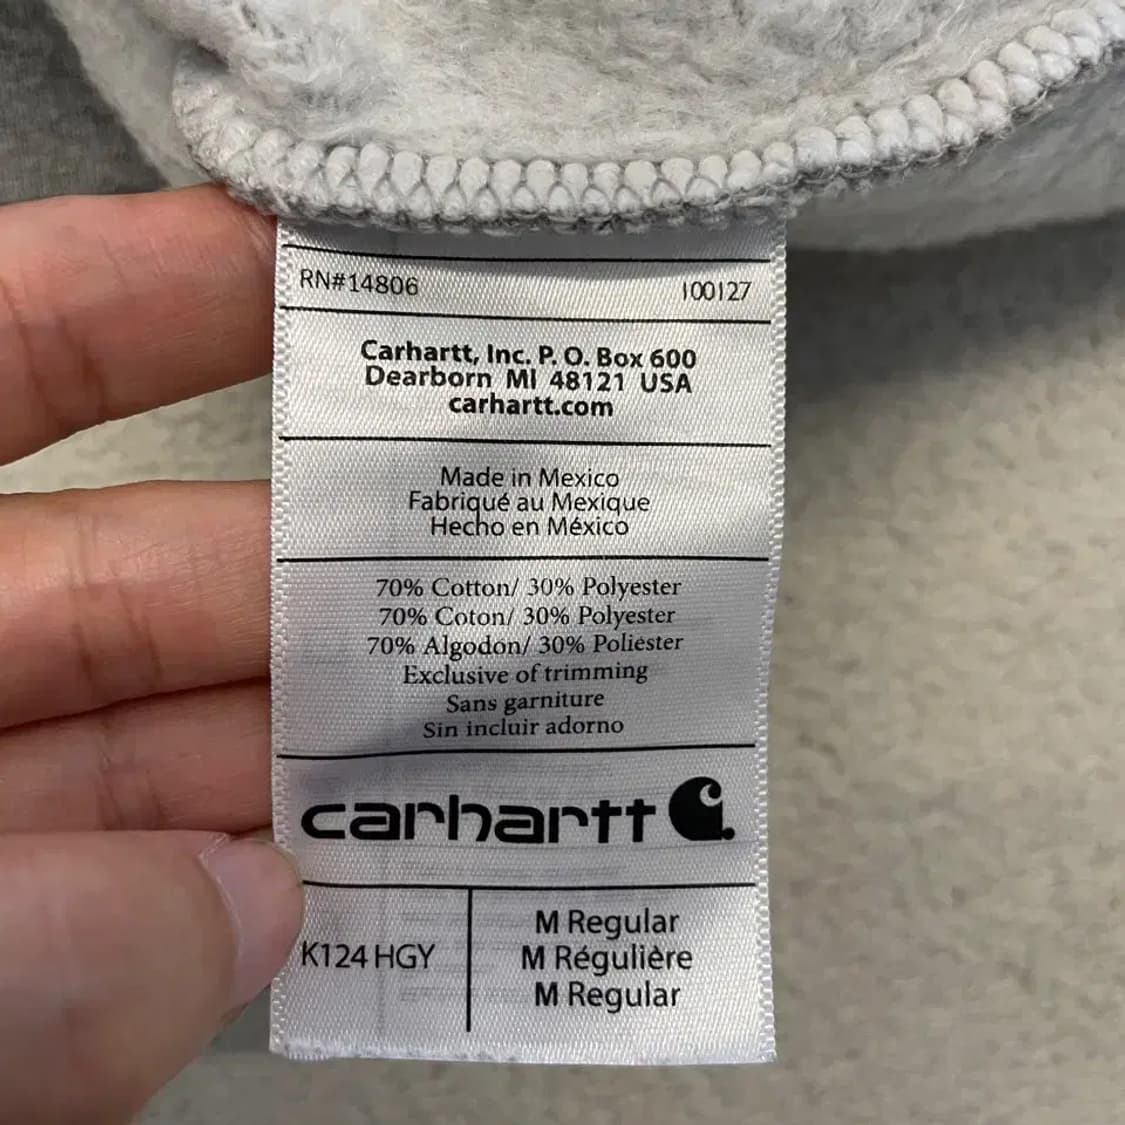 RN#14806 100127
Carhartt, Inc. P. O. Box 600
Dearborn MI 48121 USA
carhartt.com
Made in Mexico
Fabriqué au Mexique
Hecho en México
70% Cotton/ 30% Polyester
70% Coton/ 30% Polyester
70% Algodón/ 30% Poliéster
Exclusive of trimming
Sans garniture
Sin incluir adorno
carhartt
K124 HGY
M Regular
M Régulière
M Regular